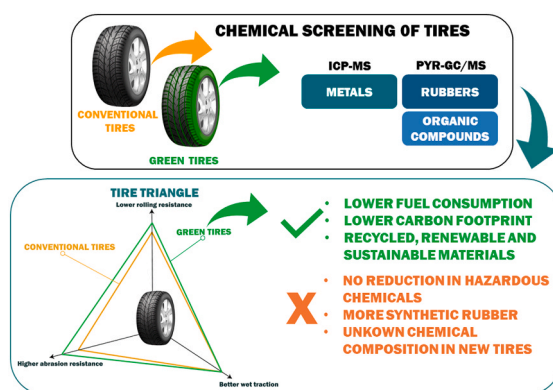 CHEMICAL SCREENING OF TIRES
ICP-MS
PYR-GC/MS
METALS
RUBBERS
ORGANIC
COMPOUNDS
CONVENTIONAL
TIRES
GREEN TIRES
TIRE TRIANGLE
Lower rolling resistance
GREEN TIRES
CONVENTIONAL TIRES
Higher abrasion resistance
Better wet traction
• LOWER FUEL CONSUMPTION
• LOWER CARBON FOOTPRINT
• RECYCLED, RENEWABLE AND
SUSTAINABLE MATERIALS
X
• NO REDUCTION IN HAZARDOUS
CHEMICALS
• MORE SYNTHETIC RUBBER
• UNKOWN CHEMICAL
COMPOSITION IN NEW TIRES